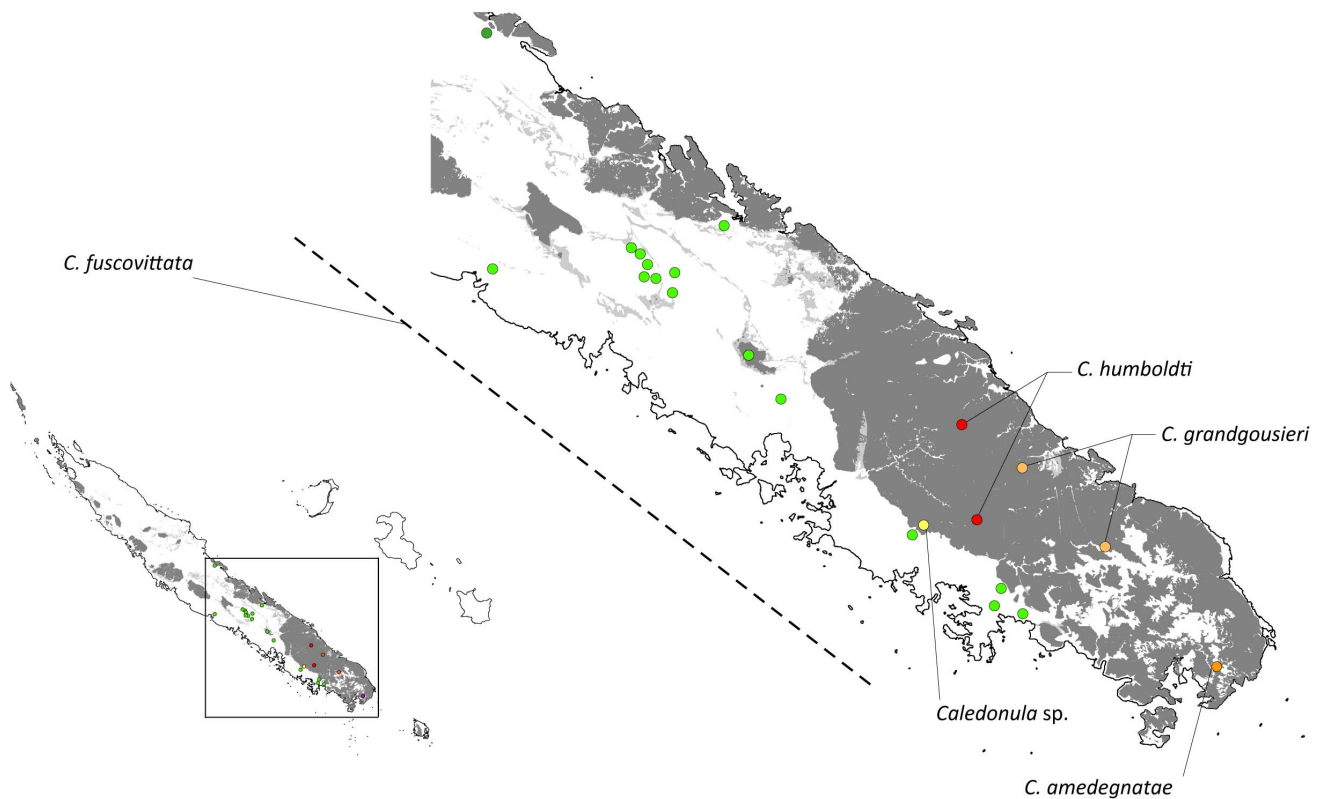 C. fuscovittata
C. humboldti
C. grandgousieri
Caledonula sp.
C. amedegnatae